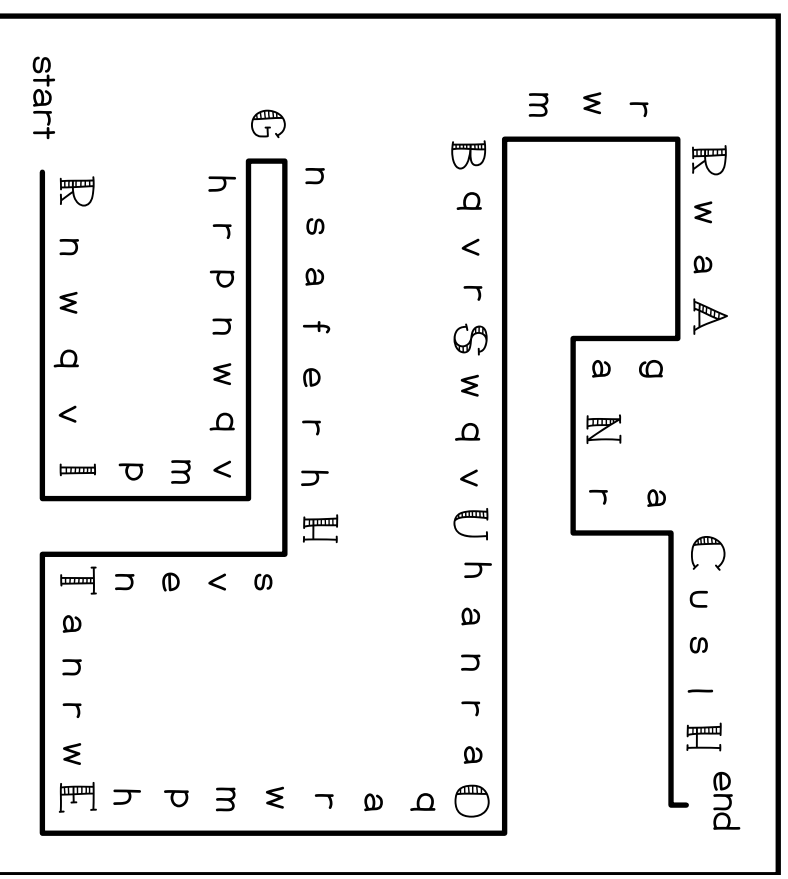 start
R n w q v I
p m v
q w n p r h G
n s a f e r h H
s v e n T
a n r w E
h p m w r a q O
a r n a h U v q w S r v q B
m w r
R w a A
g a N r a
C u s l H
end